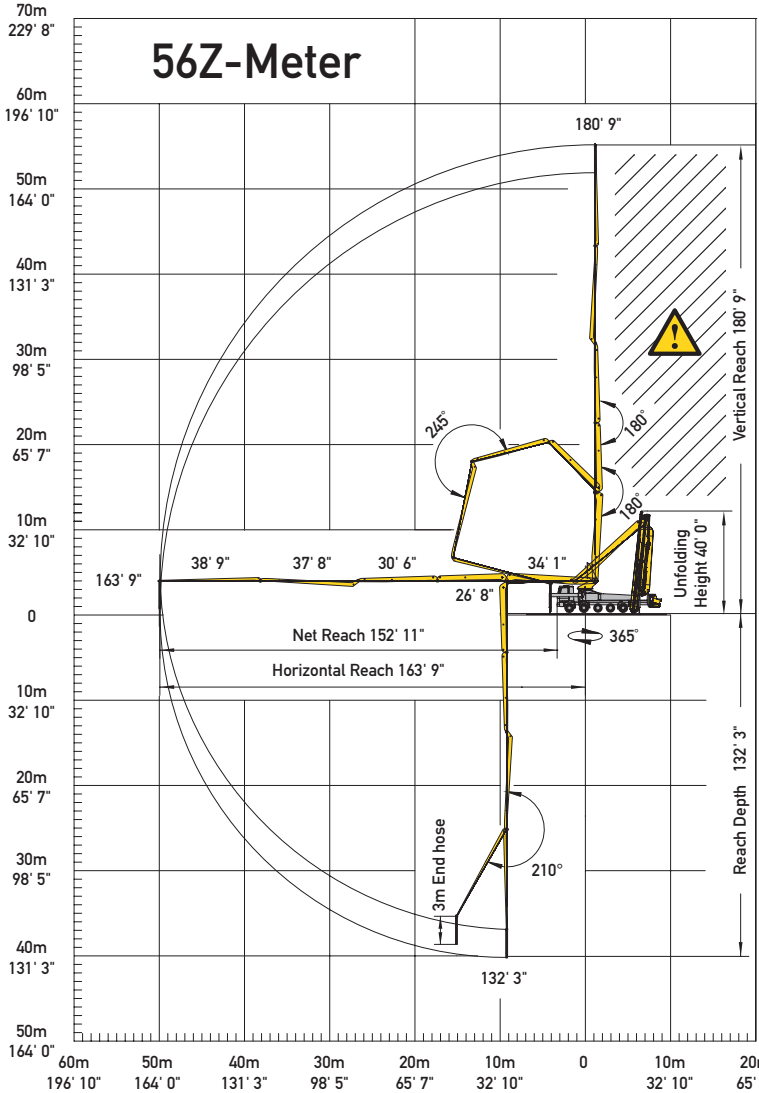 70m
229' 8"
56Z-Meter
60m
196' 10"
180' 9"
50m
164' 0"
40m
131' 3"
30m
98' 5"
Vertical Reach 180' 9"
20m
65' 7"
245°
180°
180°
10m
32' 10"
Unfolding
Height 40' 0"
163' 9"
38' 9"
37' 8"
30' 6"
34' 1"
26' 8"
0
Net Reach 152' 11"
365°
Horizontal Reach 163' 9"
10m
32' 10"
20m
65' 7"
Reach Depth 132' 3"
30m
98' 5"
3m End hose
210°
40m
131' 3"
132' 3"
50m
164' 0"
60m 50m 40m 30m 20m 10m 0 10m 20m
196' 10" 164' 0" 131' 3" 98' 5" 65' 7" 32' 10" 32' 10" 65'